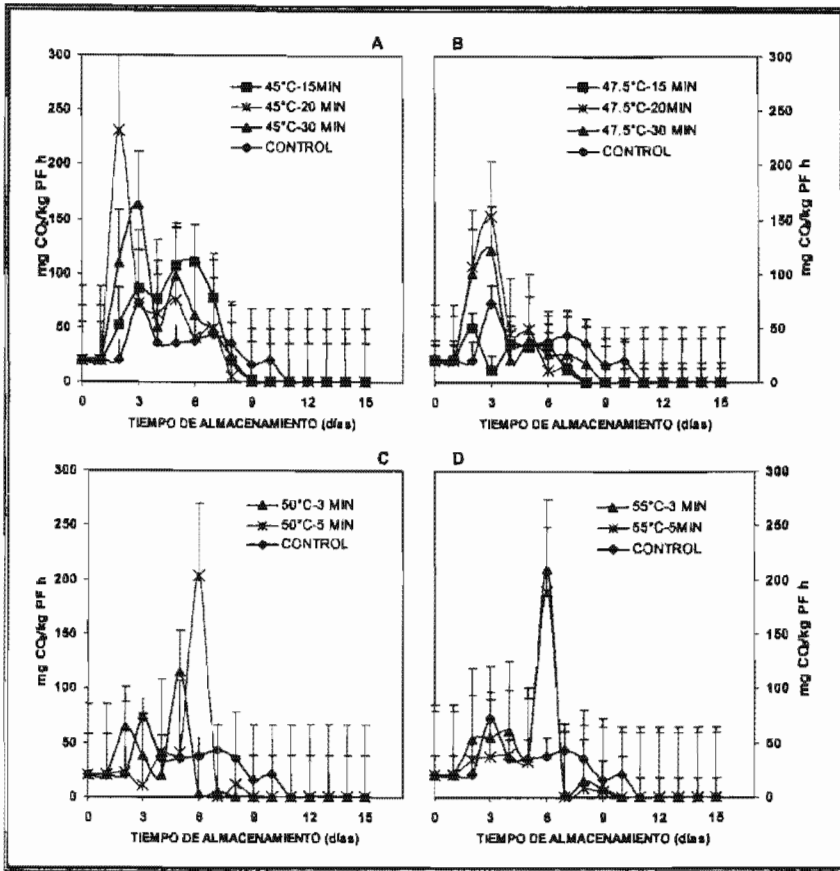 A
45°C-15MIN
45°C-20 MIN
45°C-30 MIN
CONTROL
mg CO₂/kg PF h
300
250
200
150
100
50
0
0 3 6 9 12 15
TIEMPO DE ALMACENAMIENTO (días)
B
47.5°C-15 MIN
47.5°C-20MIN
47.5°C-30 MIN
CONTROL
300
250
200
150
100
50
0
mg CO₂/kg PF h
0 3 6 9 12 15
TIEMPO DE ALMACENAMIENTO (días)
C
50°C-3 MIN
50°C-5 MIN
CONTROL
mg CO₂/kg PF h
300
250
200
150
100
50
0
0 3 6 9 12 15
TIEMPO DE ALMACENAMIENTO (días)
D
55°C-3 MIN
55°C-5MIN
CONTROL
300
250
200
150
100
50
0
mg CO₂/kg PF h
0 3 6 9 12 15
TIEMPO DE ALMACENAMIENTO (días)